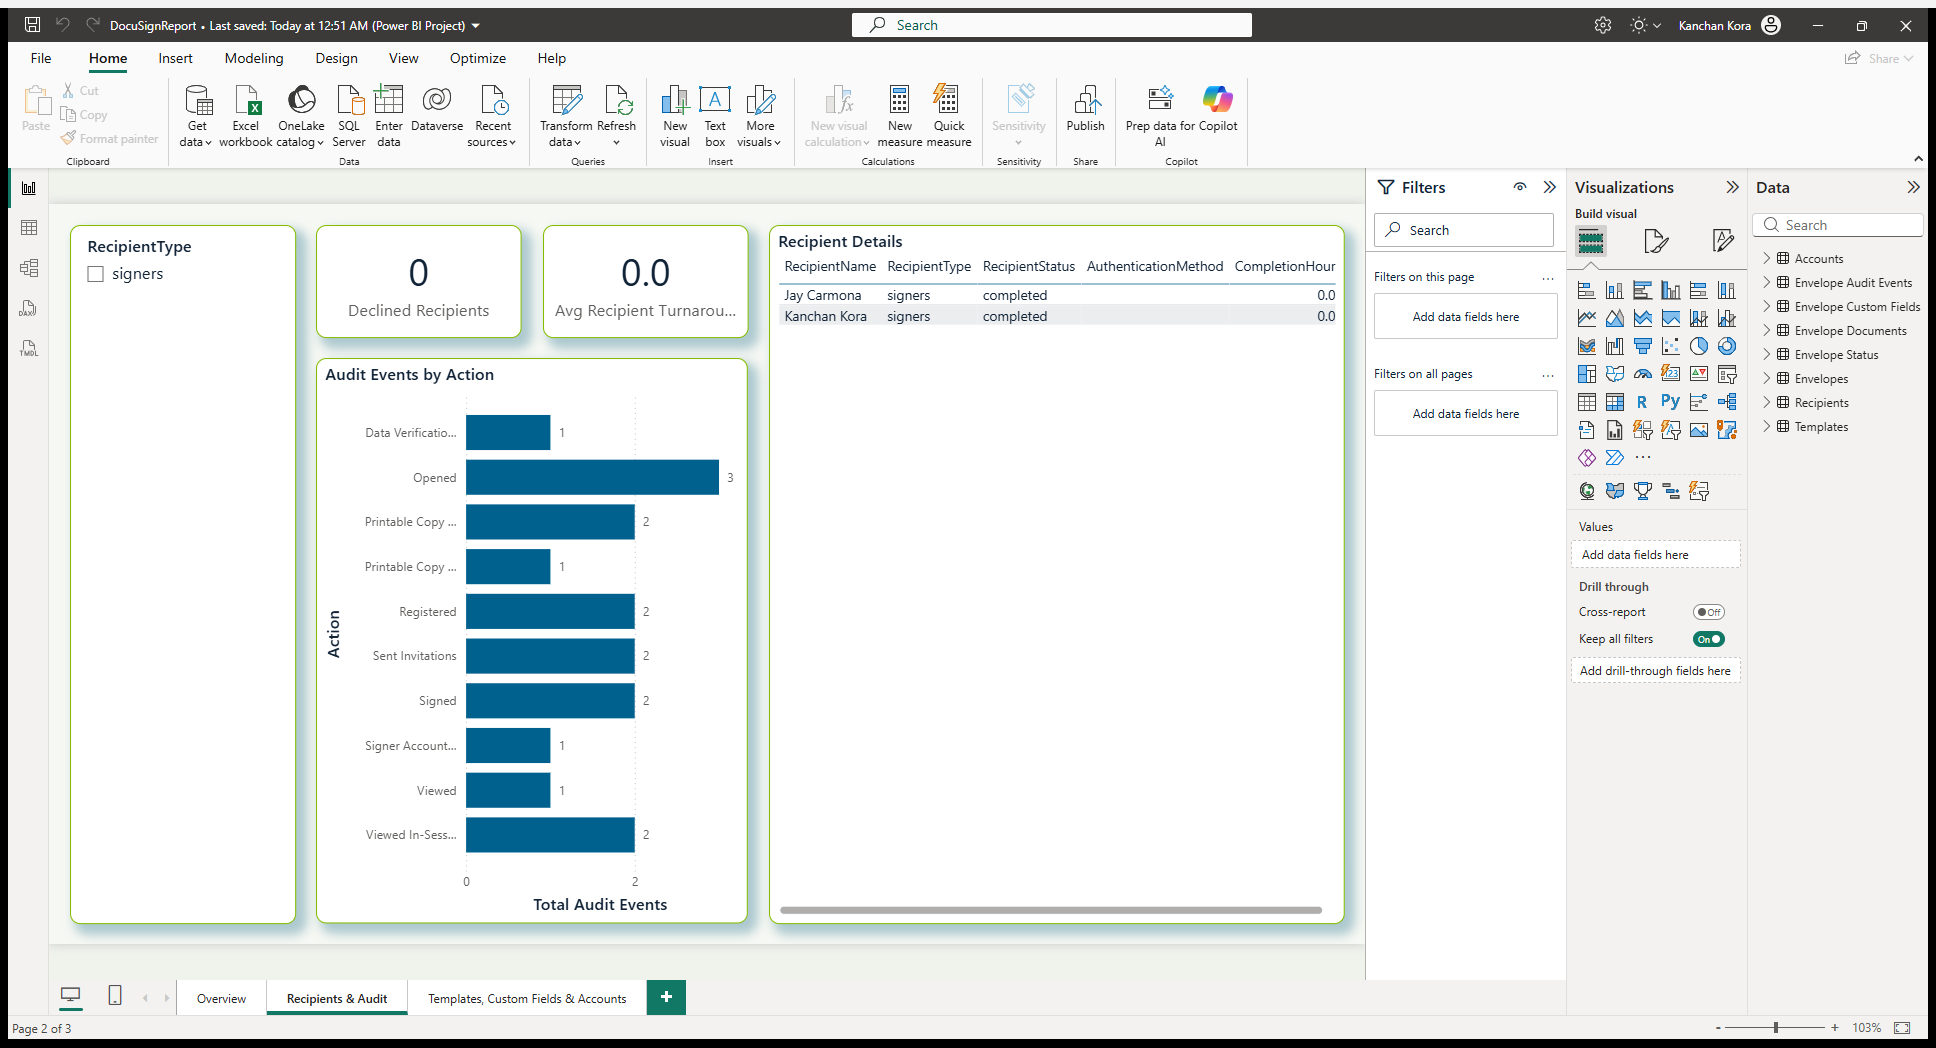 DocuSignReport • Last saved: Today at 12:51 AM (Power BI Project)
Search
Kanchan Kora
File Home Insert Modeling Design View Optimize Help
Share
Paste
Cut
Copy
Format painter
Clipboard
Get data
Excel workbook
OneLake catalog
SQL Server
Enter data
Dataverse
Recent sources
Data
Transform data
Refresh
Queries
New visual
Text box
More visuals
Insert
New visual calculation
New measure
Quick measure
Calculations
Sensitivity
Sensitivity
Publish
Share
Prep data for AI
Copilot
Copilot
DAX
TMDL
RecipientType
signers
0
Declined Recipients
0.0
Avg Recipient Turnarou...
Audit Events by Action
Action
Data Verificatio... 1
Opened 3
Printable Copy ... 2
Printable Copy ... 1
Registered 2
Sent Invitations 2
Signed 2
Signer Account... 1
Viewed 1
Viewed In-Sess... 2
0 2
Total Audit Events
Recipient Details
RecipientName RecipientType RecipientStatus AuthenticationMethod CompletionHour
Jay Carmona signers completed 0.0
Kanchan Kora signers completed 0.0
Filters
Search
Filters on this page ...
Add data fields here
Filters on all pages ...
Add data fields here
Visualizations
Build visual
123
R
Py
...
Values
Add data fields here
Drill through
Cross-report Off
Keep all filters On
Add drill-through fields here
Data
Search
Accounts
Envelope Audit Events
Envelope Custom Fields
Envelope Documents
Envelope Status
Envelopes
Recipients
Templates
Overview
Recipients & Audit
Templates, Custom Fields & Accounts
+
Page 2 of 3
- + 103%